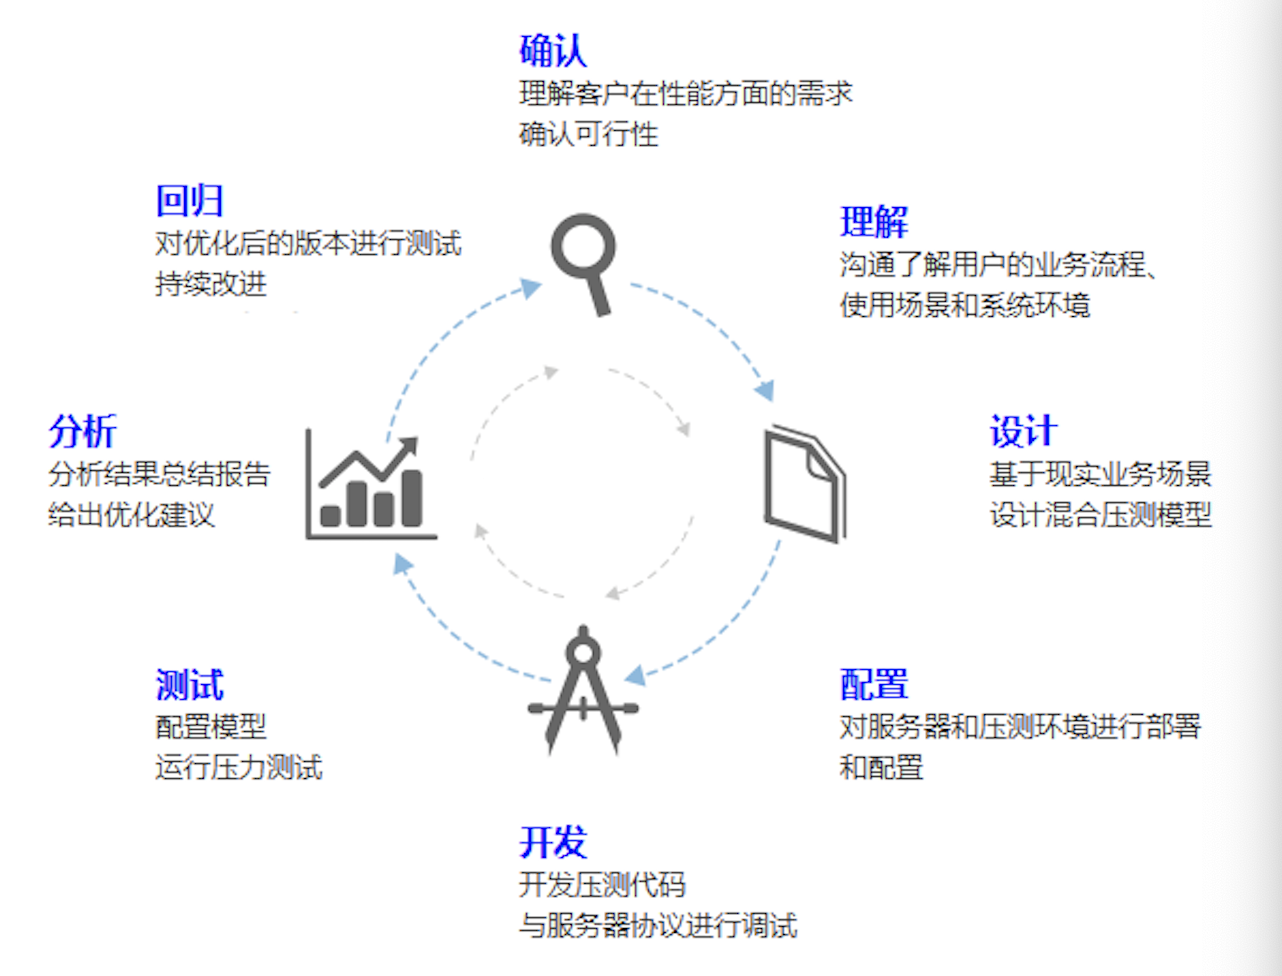 确认
理解客户在性能方面的需求
确认可行性
回归
对优化后的版本进行测试
持续改进
理解
沟通了解用户的业务流程、
使用场景和系统环境
分析
分析结果总结报告
给出优化建议
设计
基于现实业务场景
设计混合压测模型
测试
配置模型
运行压力测试
配置
对服务器和压测环境进行部署
和配置
开发
开发压测代码
与服务器协议进行调试